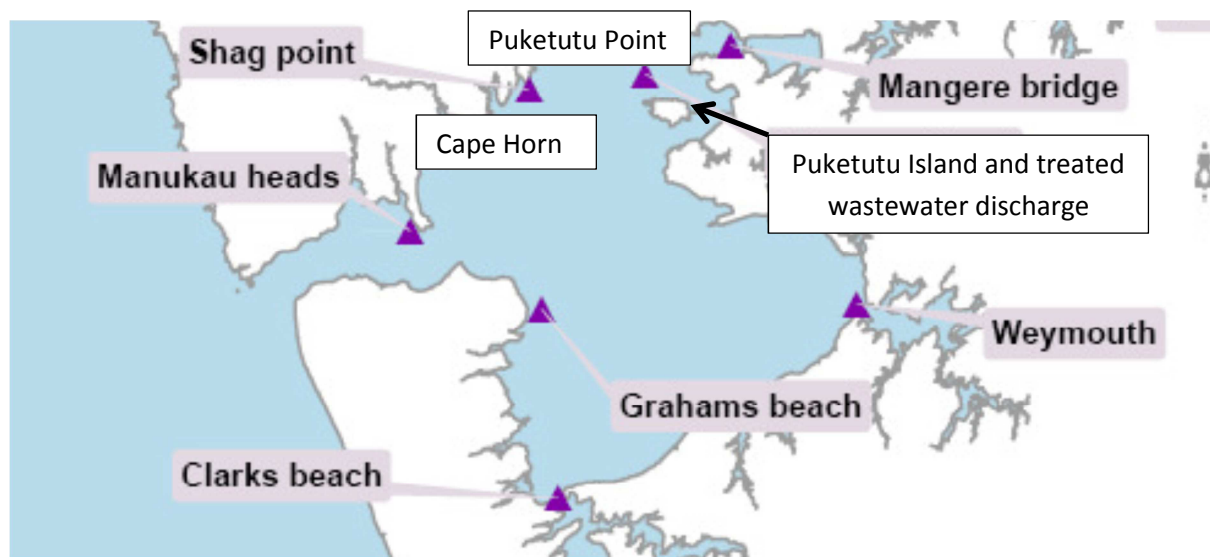 Shag point
Puketutu Point
Mangere bridge
Cape Horn
Manukau heads
Puketutu Island and treated
wastewater discharge
Weymouth
Grahams beach
Clarks beach